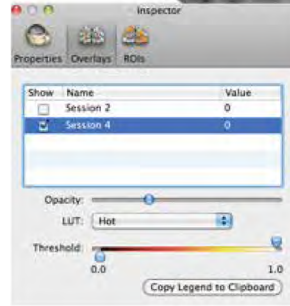 Inspector
Properties Overlays ROIs
Show Name Value
Session 2 0
Session 4 0
Opacity:
LUT: Hot
Threshold:
0.0 1.0
Copy Legend to Clipboard